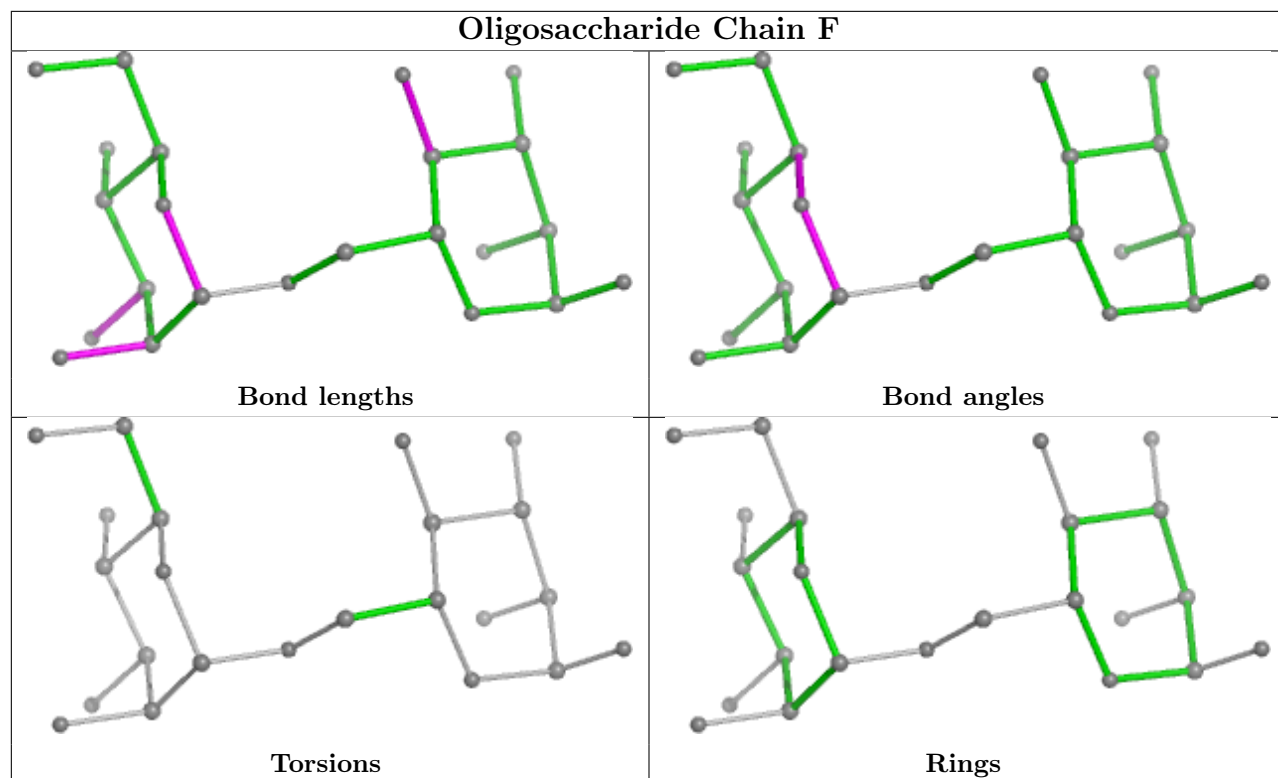 Oligosaccharide Chain F
Bond lengths
Bond angles
Torsions
Rings